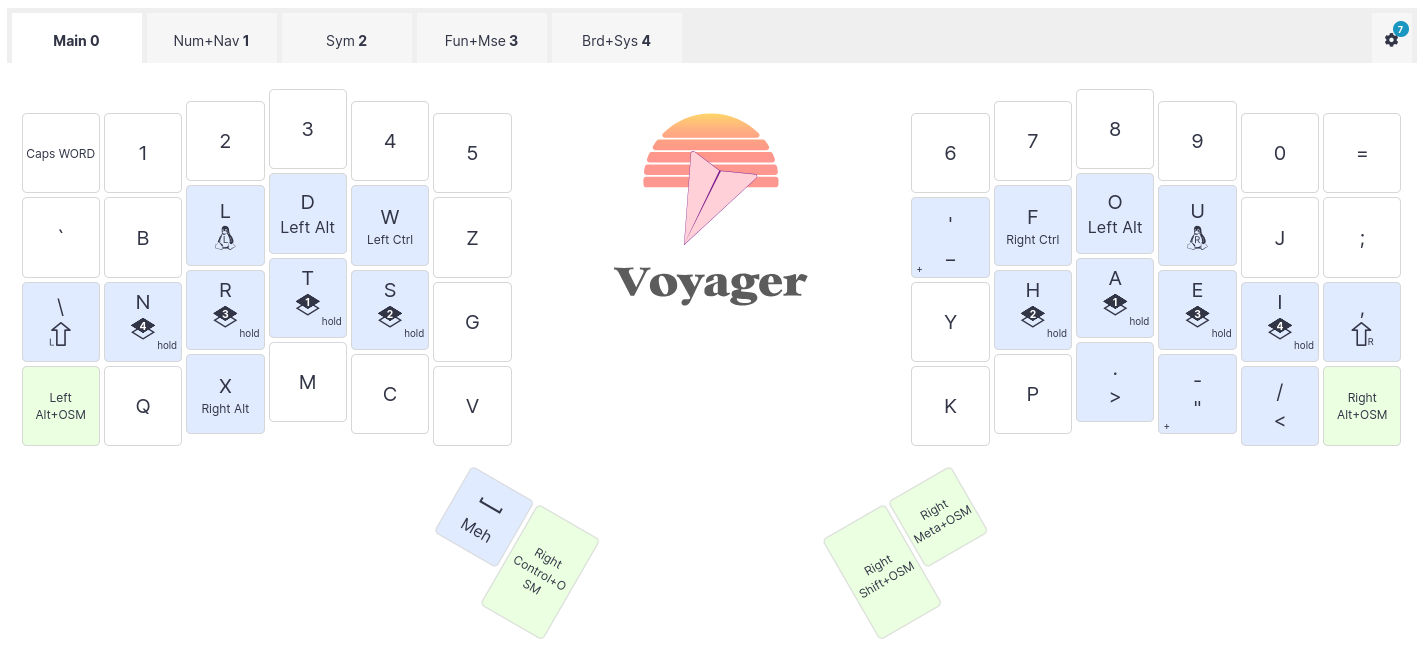 Main 0
Num+Nav 1
Sym 2
Fun+Mse 3
Brd+Sys 4
7
Caps WORD
1
2
3
4
5
`
B
L
L
D
Left Alt
W
Left Ctrl
Z
\
L
N
4
hold
R
3
hold
T
1
hold
S
2
hold
G
Left
Alt+OSM
Q
X
Right Alt
M
C
V
[
Meh
Right
Control+O
SM
Voyager
6
7
8
9
0
=
'
_
+
F
Right Ctrl
O
Left Alt
U
R
J
;
Y
H
2
hold
A
1
hold
E
3
hold
I
4
hold
,
R
K
P
.
>
-
"
+
/
<
Right
Alt+OSM
Right
Shift+OSM
Right
Meta+OSM